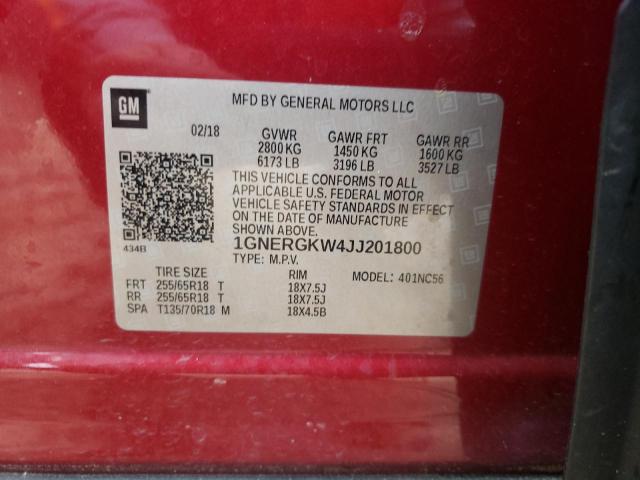 GM
MFD BY GENERAL MOTORS LLC
02/18 GVWR GAWR FRT GAWR RR
2800 KG 1450 KG 1600 KG
6173 LB 3196 LB 3527 LB
THIS VEHICLE CONFORMS TO ALL
APPLICABLE U.S. FEDERAL MOTOR
VEHICLE SAFETY STANDARDS IN EFFECT
ON THE DATE OF MANUFACTURE
SHOWN ABOVE.
434B
1GNERGKW4JJ201800
TYPE: M.P.V.
TIRE SIZE RIM MODEL: 401NC56
FRT 255/65R18 T 18X7.5J
RR 255/65R18 T 18X7.5J
SPA T135/70R18 M 18X4.5B